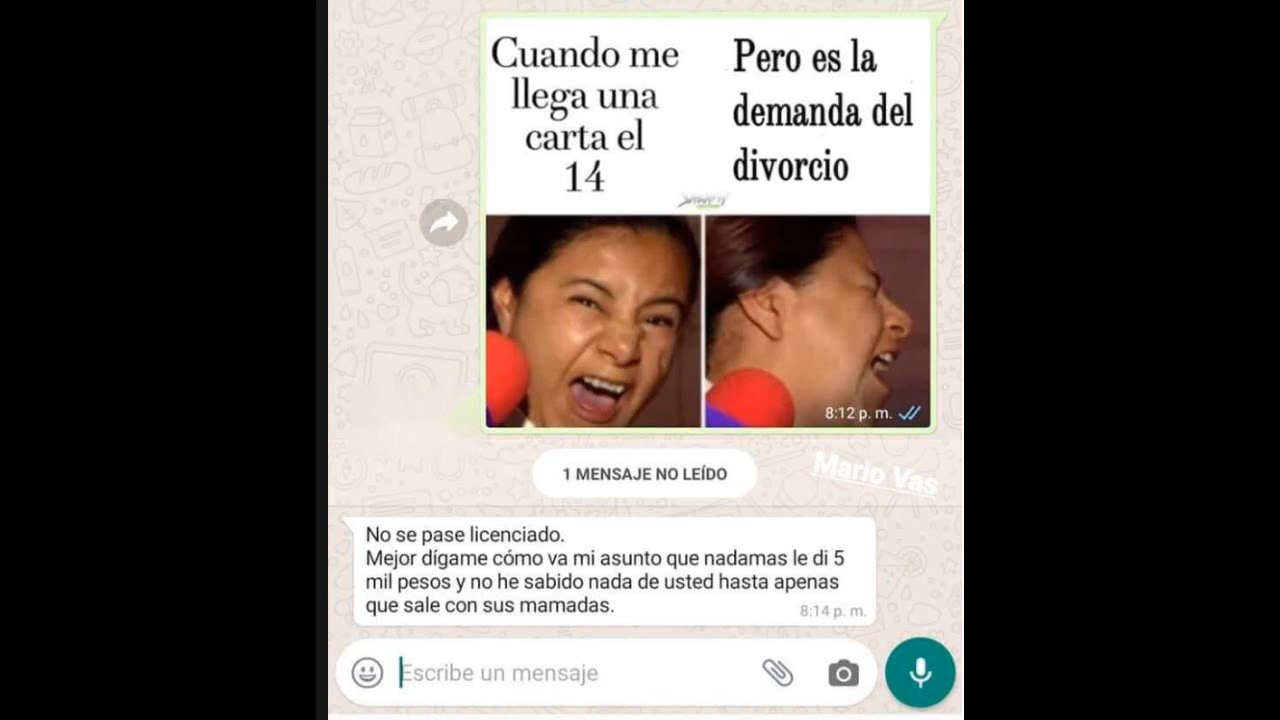 Cuando me
llega una
carta el
14
Pero es la
demanda del
divorcio
8:12 p. m.
1 MENSAJE NO LEÍDO
Mario Vas
No se pase licenciado.
Mejor dígame cómo va mi asunto que nadamas le di 5
mil pesos y no he sabido nada de usted hasta apenas
que sale con sus mamadas.
8:14 p. m.
Escribe un mensaje